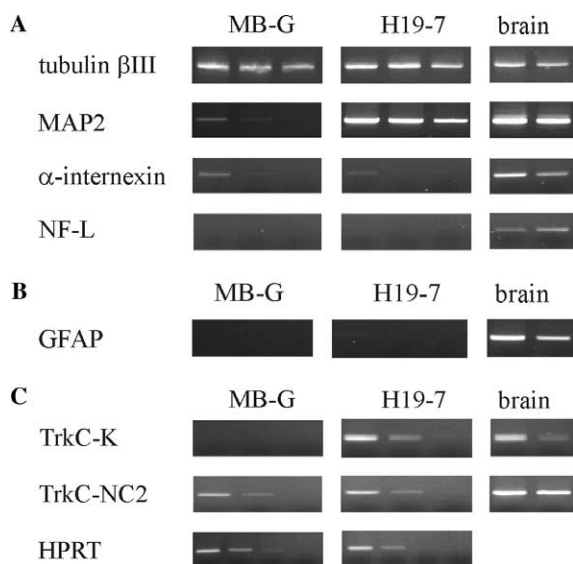 A MB-G H19-7 brain
tubulin βIII
MAP2
α-internexin
NF-L
B MB-G H19-7 brain
GFAP
C MB-G H19-7 brain
TrkC-K
TrkC-NC2
HPRT